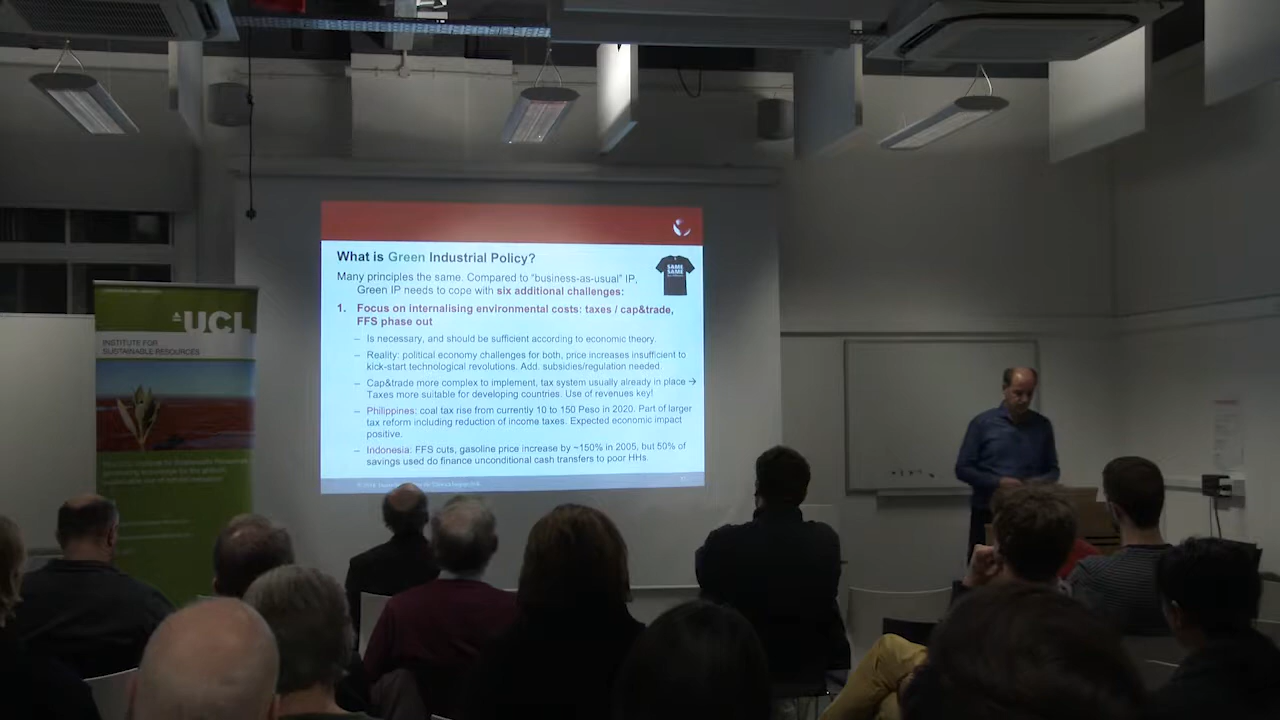 What is Green Industrial Policy?
Many principles the same. Compared to "business-as-usual" IP,
Green IP needs to cope with six additional challenges:
SAME
SAME
1. Focus on internalising environmental costs: taxes / cap&trade,
FFS phase out
– Is necessary, and should be sufficient according to economic theory.
– Reality: political economy challenges for both, price increases insufficient to
kick-start technological revolutions. Add. subsidies/regulation needed.
– Cap&trade more complex to implement, tax system usually already in place →
Taxes more suitable for developing countries. Use of revenues key!
– Philippines: coal tax rise from currently 10 to 150 Peso in 2020. Part of larger
tax reform including reduction of income taxes. Expected economic impact
positive.
– Indonesia: FFS cuts, gasoline price increase by ~150% in 2005, but 50% of
savings used do finance unconditional cash transfers to poor HHs.
UCL
INSTITUTE FOR
SUSTAINABLE RESOURCES